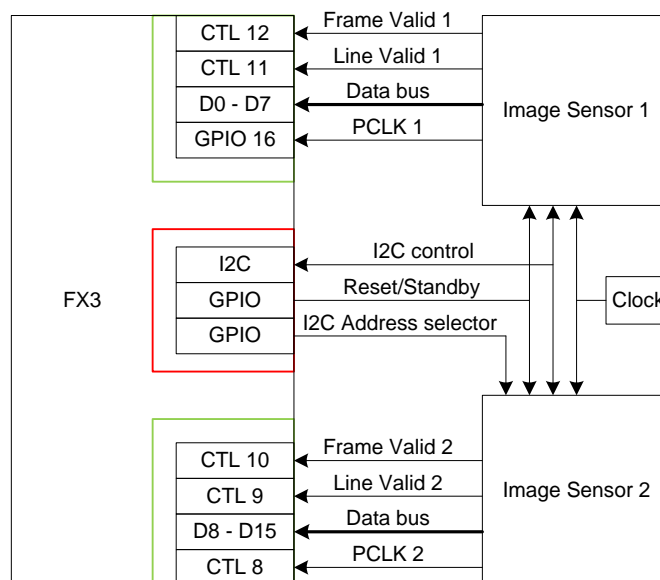 CTL 12
Frame Valid 1
CTL 11
Line Valid 1
D0 - D7
Data bus
GPIO 16
PCLK 1
Image Sensor 1
I2C
I2C control
GPIO
Reset/Standby
GPIO
I2C Address selector
FX3
Clock
CTL 10
Frame Valid 2
CTL 9
Line Valid 2
D8 - D15
Data bus
CTL 8
PCLK 2
Image Sensor 2